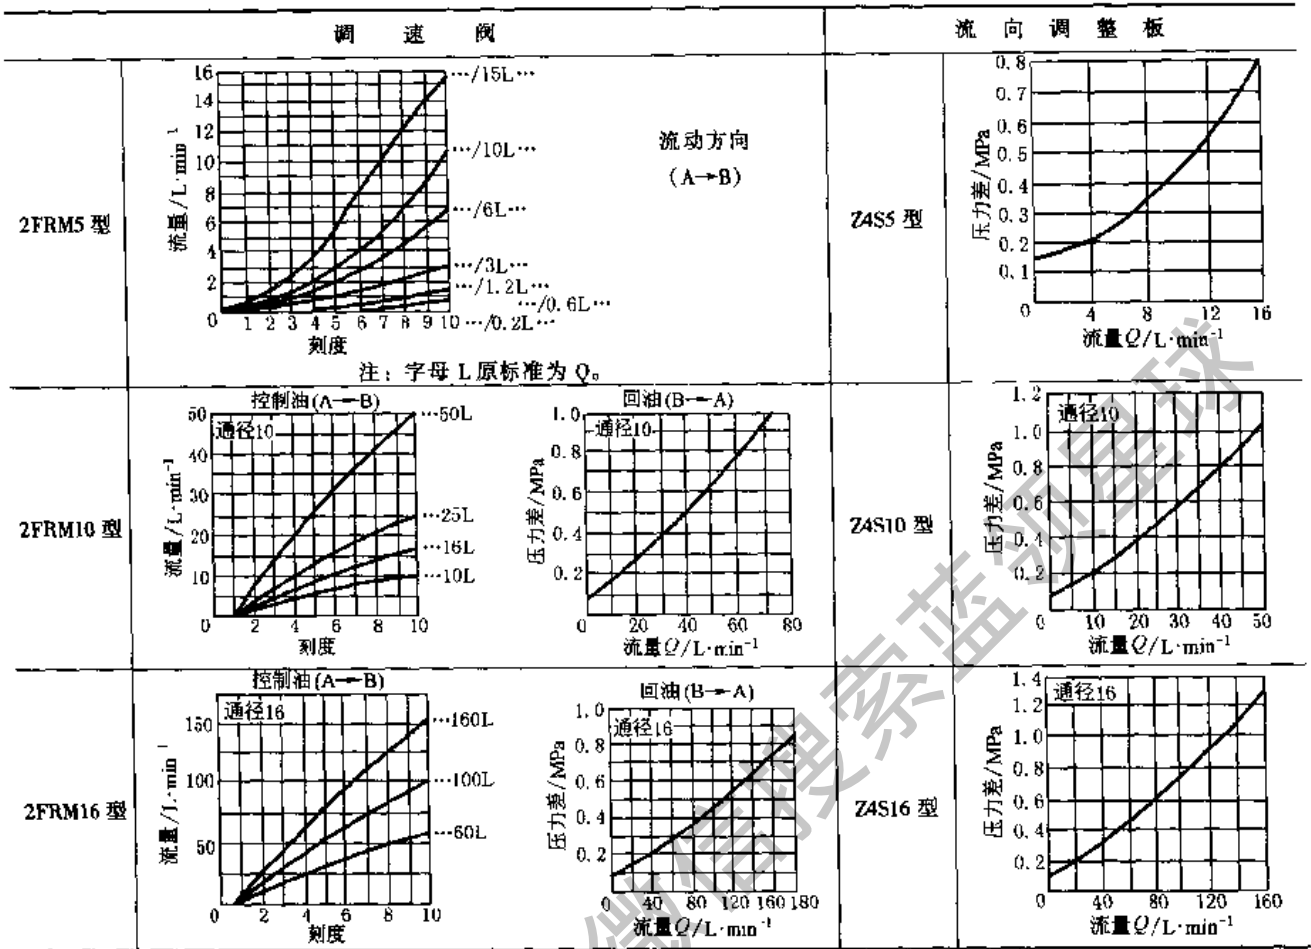 调速阀
流向调整板
2FRM5 型
流量/L·min⁻¹
16
14
12
10
8
6
4
2
0
1 2 3 4 5 6 7 8 9 10
刻度
…/15L…
…/10L…
…/6L…
…/3L…
…/1.2L…
…/0.6L…
…/0.2L…
流动方向
(A→B)
注：字母 L 原标准为 Q。
Z4S5 型
压力差/MPa
0.8
0.7
0.6
0.5
0.4
0.3
0.2
0.1
0 4 8 12 16
流量Q/L·min⁻¹
2FRM10 型
控制油(A→B)
通径10
流量/L·min⁻¹
50
40
30
20
10
0 2 4 6 8 10
刻度
…50L
…25L
…16L
…10L
回油(B→A)
通径10
压力差/MPa
1.0
0.8
0.6
0.4
0.2
0 20 40 60 80
流量Q/L·min⁻¹
Z4S10 型
通径10
压力差/MPa
1.2
1.0
0.8
0.6
0.4
0.2
0 10 20 30 40 50
流量Q/L·min⁻¹
2FRM16 型
控制油(A→B)
通径16
流量/L·min⁻¹
150
100
50
0 2 4 6 8 10
刻度
…160L
…100L
…60L
回油(B→A)
通径16
压力差/MPa
1.0
0.8
0.6
0.4
0.2
0 40 80 120 160 180
流量Q/L·min⁻¹
Z4S16 型
通径16
压力差/MPa
1.4
1.2
1.0
0.8
0.6
0.4
0.2
0 40 80 120 160
流量Q/L·min⁻¹
微信搜索蓝领星球